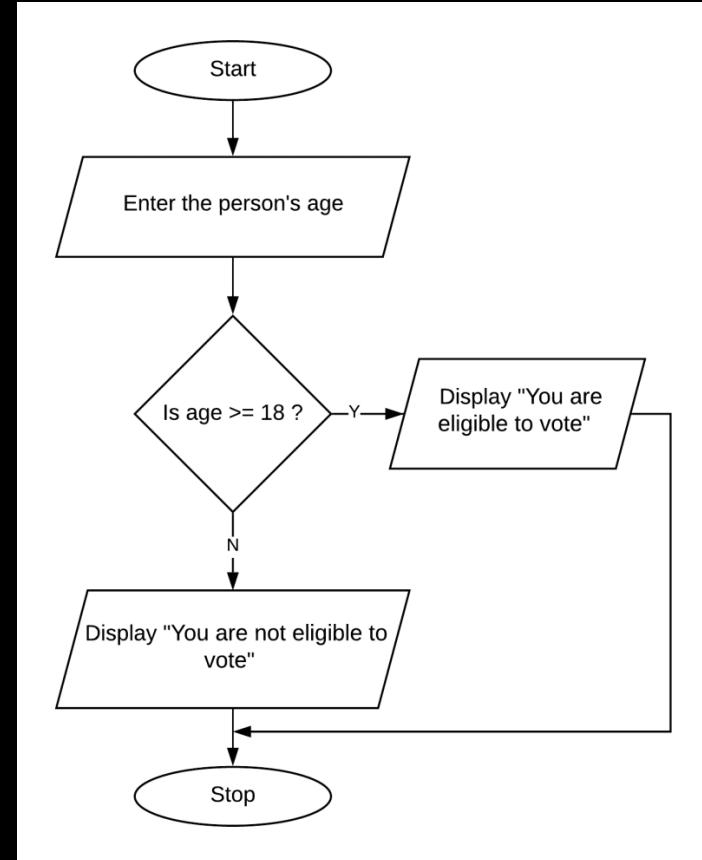 Start
Enter the person's age
Is age >= 18 ?
Y
Display "You are
eligible to vote"
N
Display "You are not eligible to
vote"
Stop